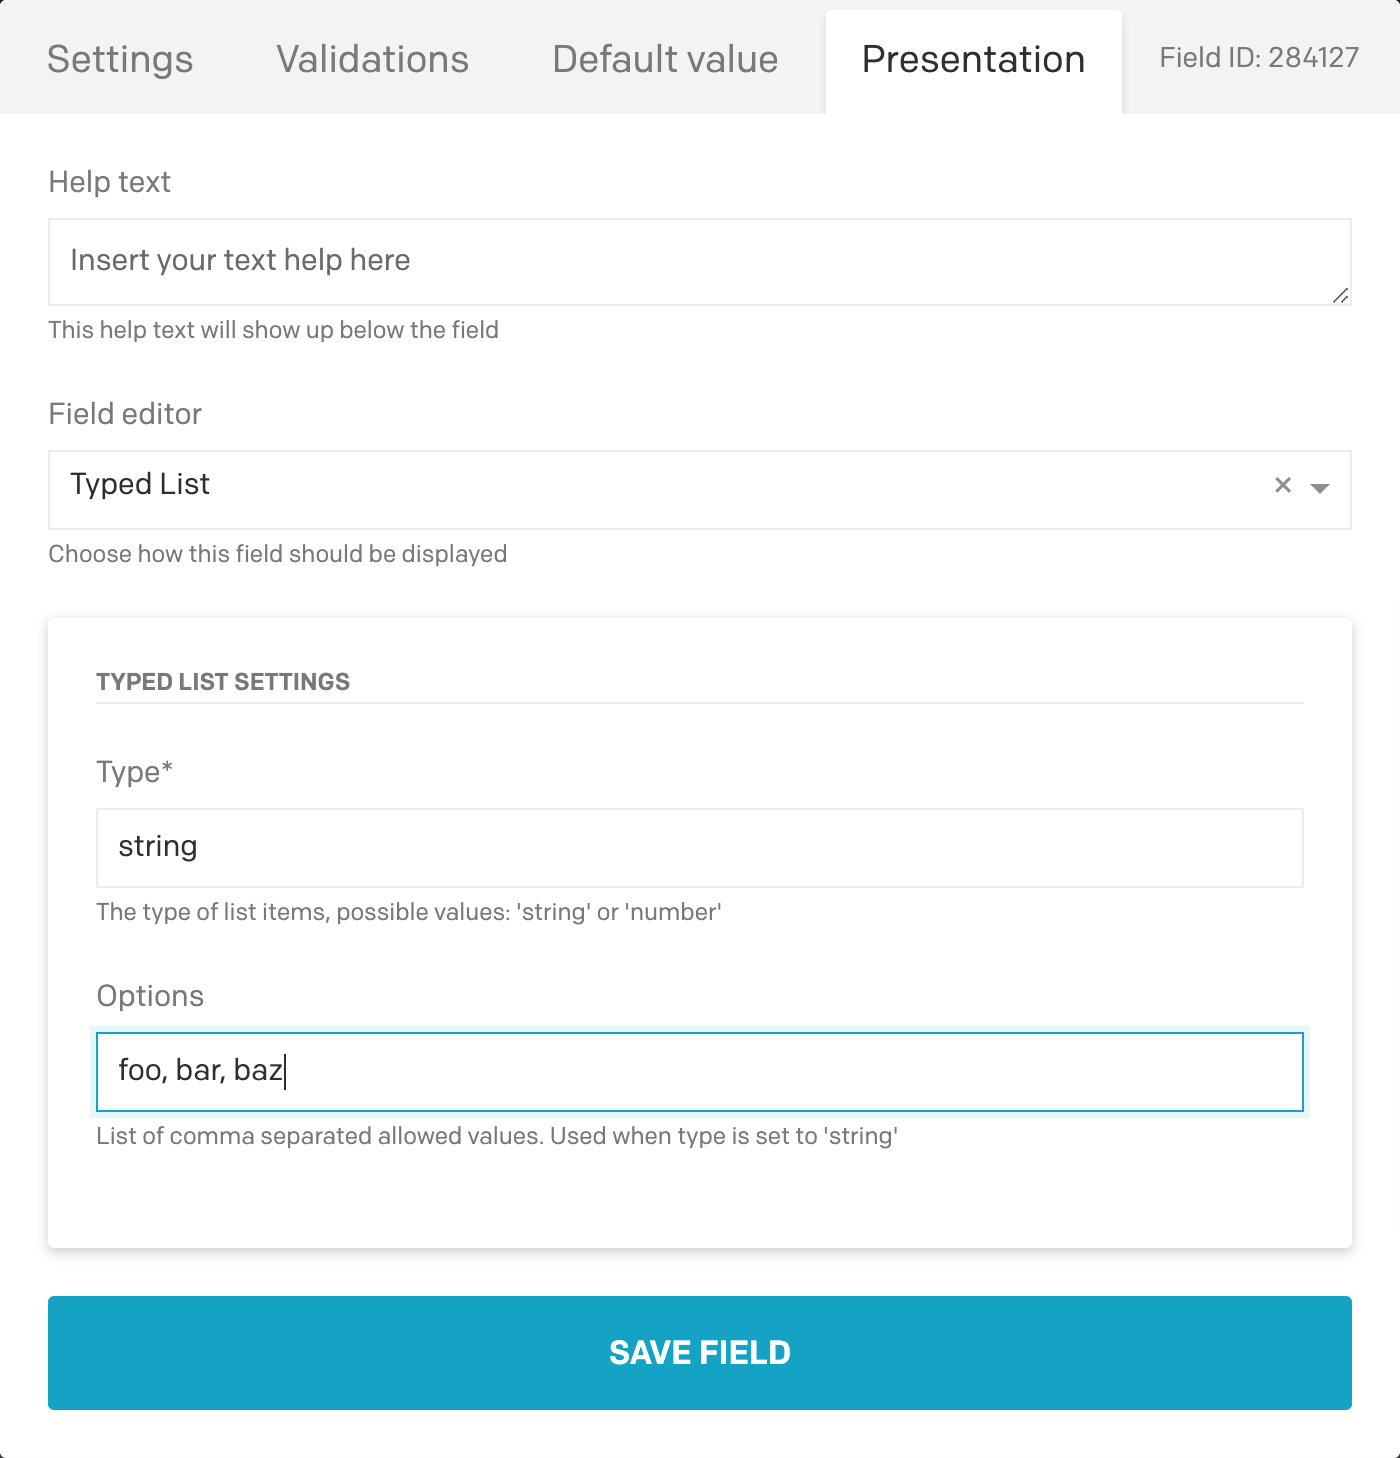 Settings Validations Default value Presentation Field ID: 284127
Help text
Insert your text help here
This help text will show up below the field
Field editor
Typed List
Choose how this field should be displayed
TYPED LIST SETTINGS
Type*
string
The type of list items, possible values: 'string' or 'number'
Options
foo, bar, baz
List of comma separated allowed values. Used when type is set to 'string'
SAVE FIELD